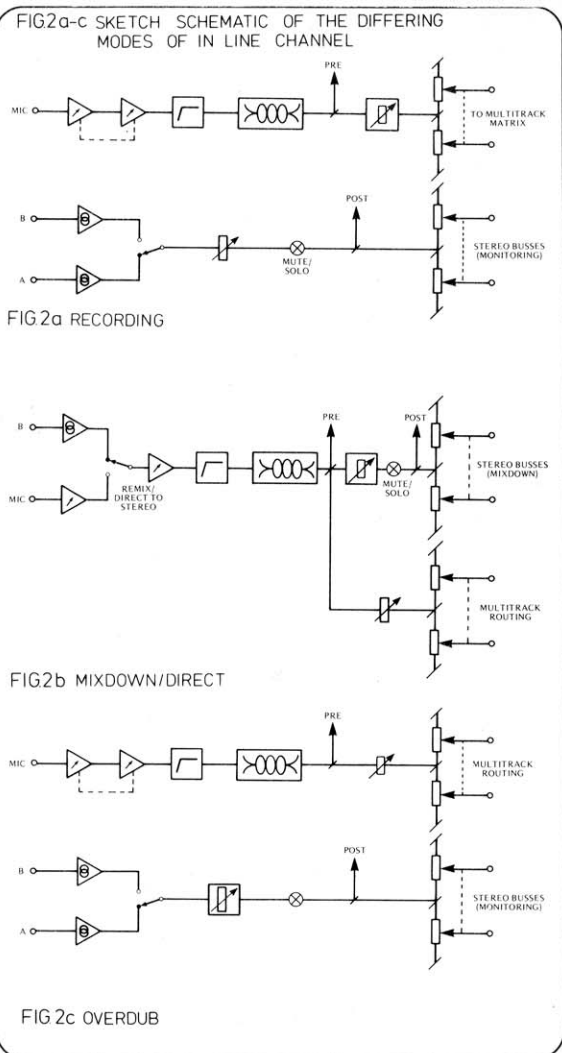 FIG.2a-c SKETCH SCHEMATIC OF THE DIFFERING
MODES OF IN LINE CHANNEL
PRE
MIC
TO MULTITRACK
MATRIX
POST
B
STEREO BUSSES
(MONITORING)
MUTE/
SOLO
A
FIG.2a RECORDING
PRE
POST
B
STEREO BUSSES
(MIXDOWN)
REMIX/
DIRECT TO
STEREO
MUTE/
SOLO
MIC
MULTITRACK
ROUTING
FIG.2b MIXDOWN/DIRECT
PRE
MIC
MULTITRACK
ROUTING
POST
B
STEREO BUSSES
(MONITORING)
A
FIG.2c OVERDUB